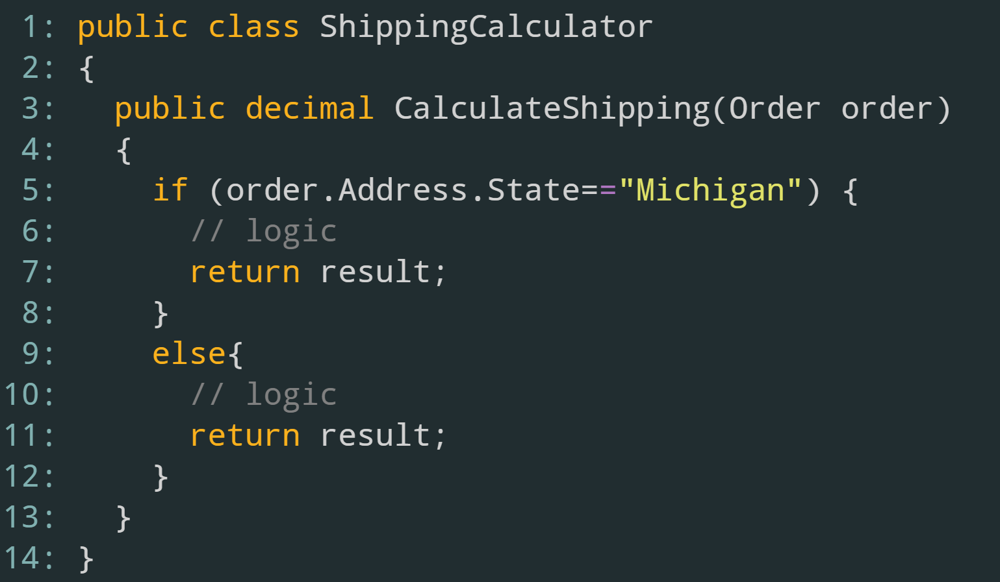 1: public class ShippingCalculator
2: {
3:   public decimal CalculateShipping(Order order)
4:   {
5:     if (order.Address.State=="Michigan") {
6:       // logic
7:       return result;
8:     }
9:     else{
10:       // logic
11:       return result;
12:     }
13:   }
14: }